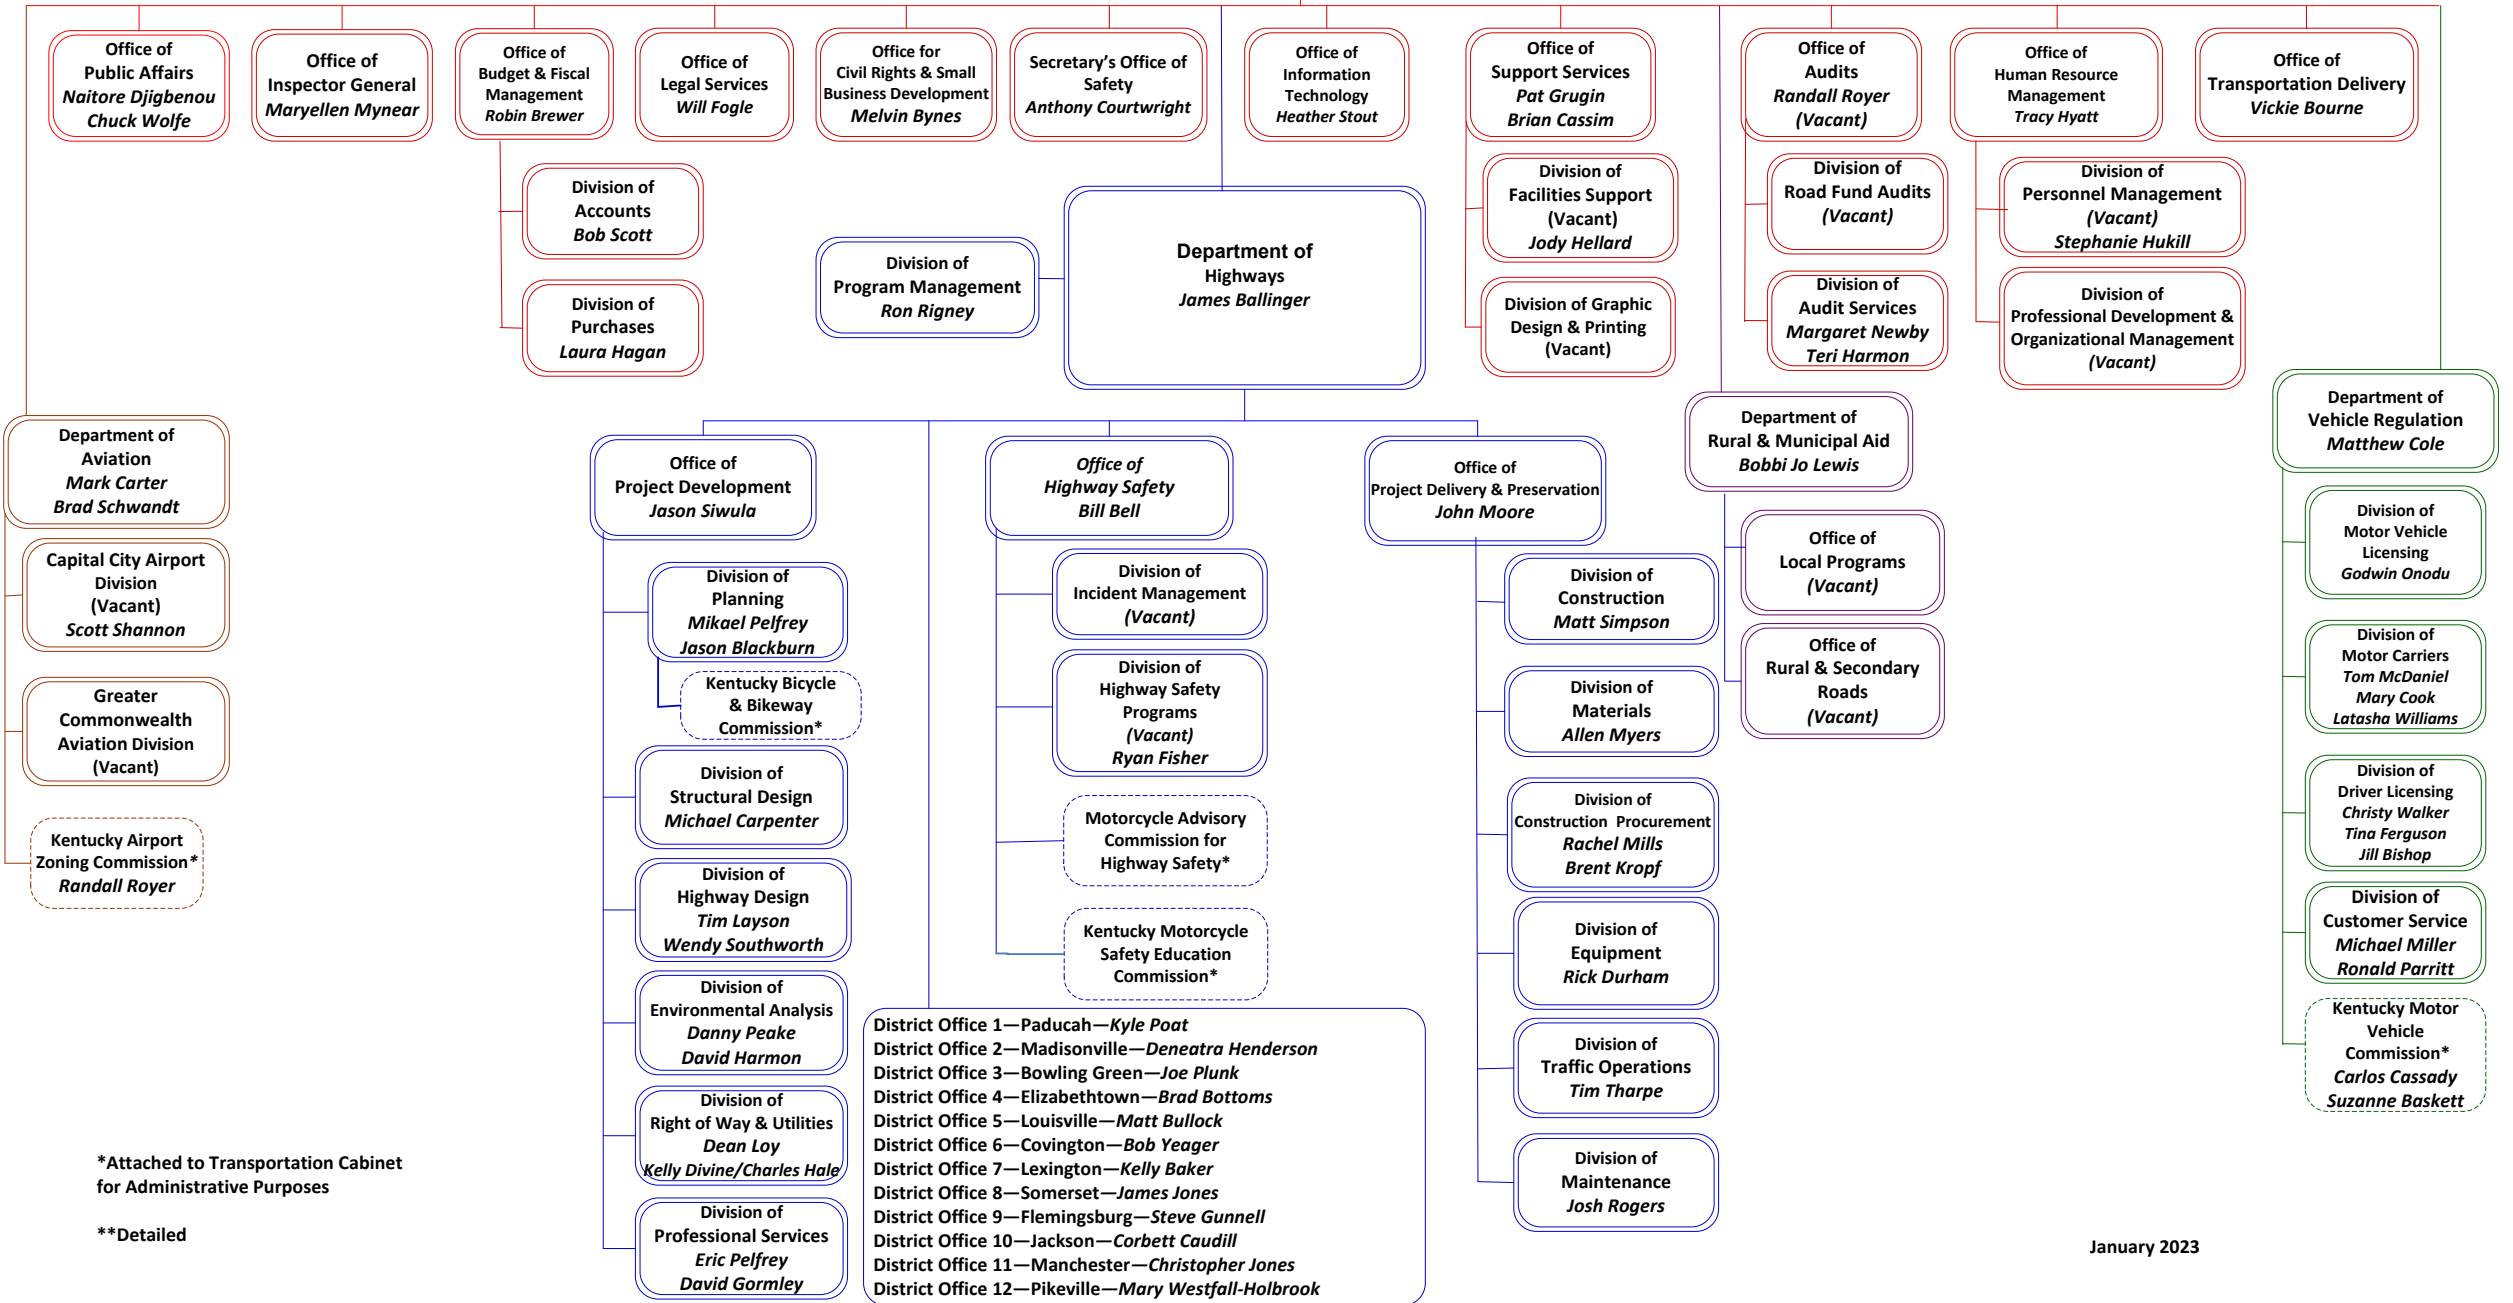 Office of
Public Affairs
Naitore Djigbenou
Chuck Wolfe
Office of
Inspector General
Maryellen Mynear
Office of
Budget & Fiscal
Management
Robin Brewer
Office of
Legal Services
Will Fogle
Office for
Civil Rights & Small
Business Development
Melvin Bynes
Secretary's Office of
Safety
Anthony Courtwright
Office of
Information
Technology
Heather Stout
Office of
Support Services
Pat Grugin
Brian Cassim
Office of
Audits
Randall Royer
(Vacant)
Office of
Human Resource
Management
Tracy Hyatt
Office of
Transportation Delivery
Vickie Bourne
Division of
Accounts
Bob Scott
Division of
Purchases
Laura Hagan
Division of
Program Management
Ron Rigney
Department of
Highways
James Ballinger
Division of
Facilities Support
(Vacant)
Jody Hellard
Division of Graphic
Design & Printing
(Vacant)
Division of
Road Fund Audits
(Vacant)
Division of
Audit Services
Margaret Newby
Teri Harmon
Division of
Personnel Management
(Vacant)
Stephanie Hukill
Division of
Professional Development &
Organizational Management
(Vacant)
Department of
Aviation
Mark Carter
Brad Schwandt
Capital City Airport
Division
(Vacant)
Scott Shannon
Greater
Commonwealth
Aviation Division
(Vacant)
Kentucky Airport
Zoning Commission*
Randall Royer
Office of
Project Development
Jason Siwula
Division of
Planning
Mikael Pelfrey
Jason Blackburn
Kentucky Bicycle
& Bikeway
Commission*
Division of
Structural Design
Michael Carpenter
Division of
Highway Design
Tim Layson
Wendy Southworth
Division of
Environmental Analysis
Danny Peake
David Harmon
Division of
Right of Way & Utilities
Dean Loy
Kelly Divine/Charles Hale
Division of
Professional Services
Eric Pelfrey
David Gormley
Office of
Highway Safety
Bill Bell
Division of
Incident Management
(Vacant)
Division of
Highway Safety
Programs
(Vacant)
Ryan Fisher
Motorcycle Advisory
Commission for
Highway Safety*
Kentucky Motorcycle
Safety Education
Commission*
District Office 1—Paducah—Kyle Poat
District Office 2—Madisonville—Deneatra Henderson
District Office 3—Bowling Green—Joe Plunk
District Office 4—Elizabethtown—Brad Bottoms
District Office 5—Louisville—Matt Bullock
District Office 6—Covington—Bob Yeager
District Office 7—Lexington—Kelly Baker
District Office 8—Somerset—James Jones
District Office 9—Flemingsburg—Steve Gunnell
District Office 10—Jackson—Corbett Caudill
District Office 11—Manchester—Christopher Jones
District Office 12—Pikeville—Mary Westfall-Holbrook
Office of
Project Delivery & Preservation
John Moore
Division of
Construction
Matt Simpson
Division of
Materials
Allen Myers
Division of
Construction Procurement
Rachel Mills
Brent Kropf
Division of
Equipment
Rick Durham
Division of
Traffic Operations
Tim Tharpe
Division of
Maintenance
Josh Rogers
Department of
Rural & Municipal Aid
Bobbi Jo Lewis
Office of
Local Programs
(Vacant)
Office of
Rural & Secondary
Roads
(Vacant)
Department of
Vehicle Regulation
Matthew Cole
Division of
Motor Vehicle
Licensing
Godwin Onodu
Division of
Motor Carriers
Tom McDaniel
Mary Cook
Latasha Williams
Division of
Driver Licensing
Christy Walker
Tina Ferguson
Jill Bishop
Division of
Customer Service
Michael Miller
Ronald Parritt
Kentucky Motor
Vehicle
Commission*
Carlos Cassady
Suzanne Baskett
*Attached to Transportation Cabinet
for Administrative Purposes
**Detailed
January 2023